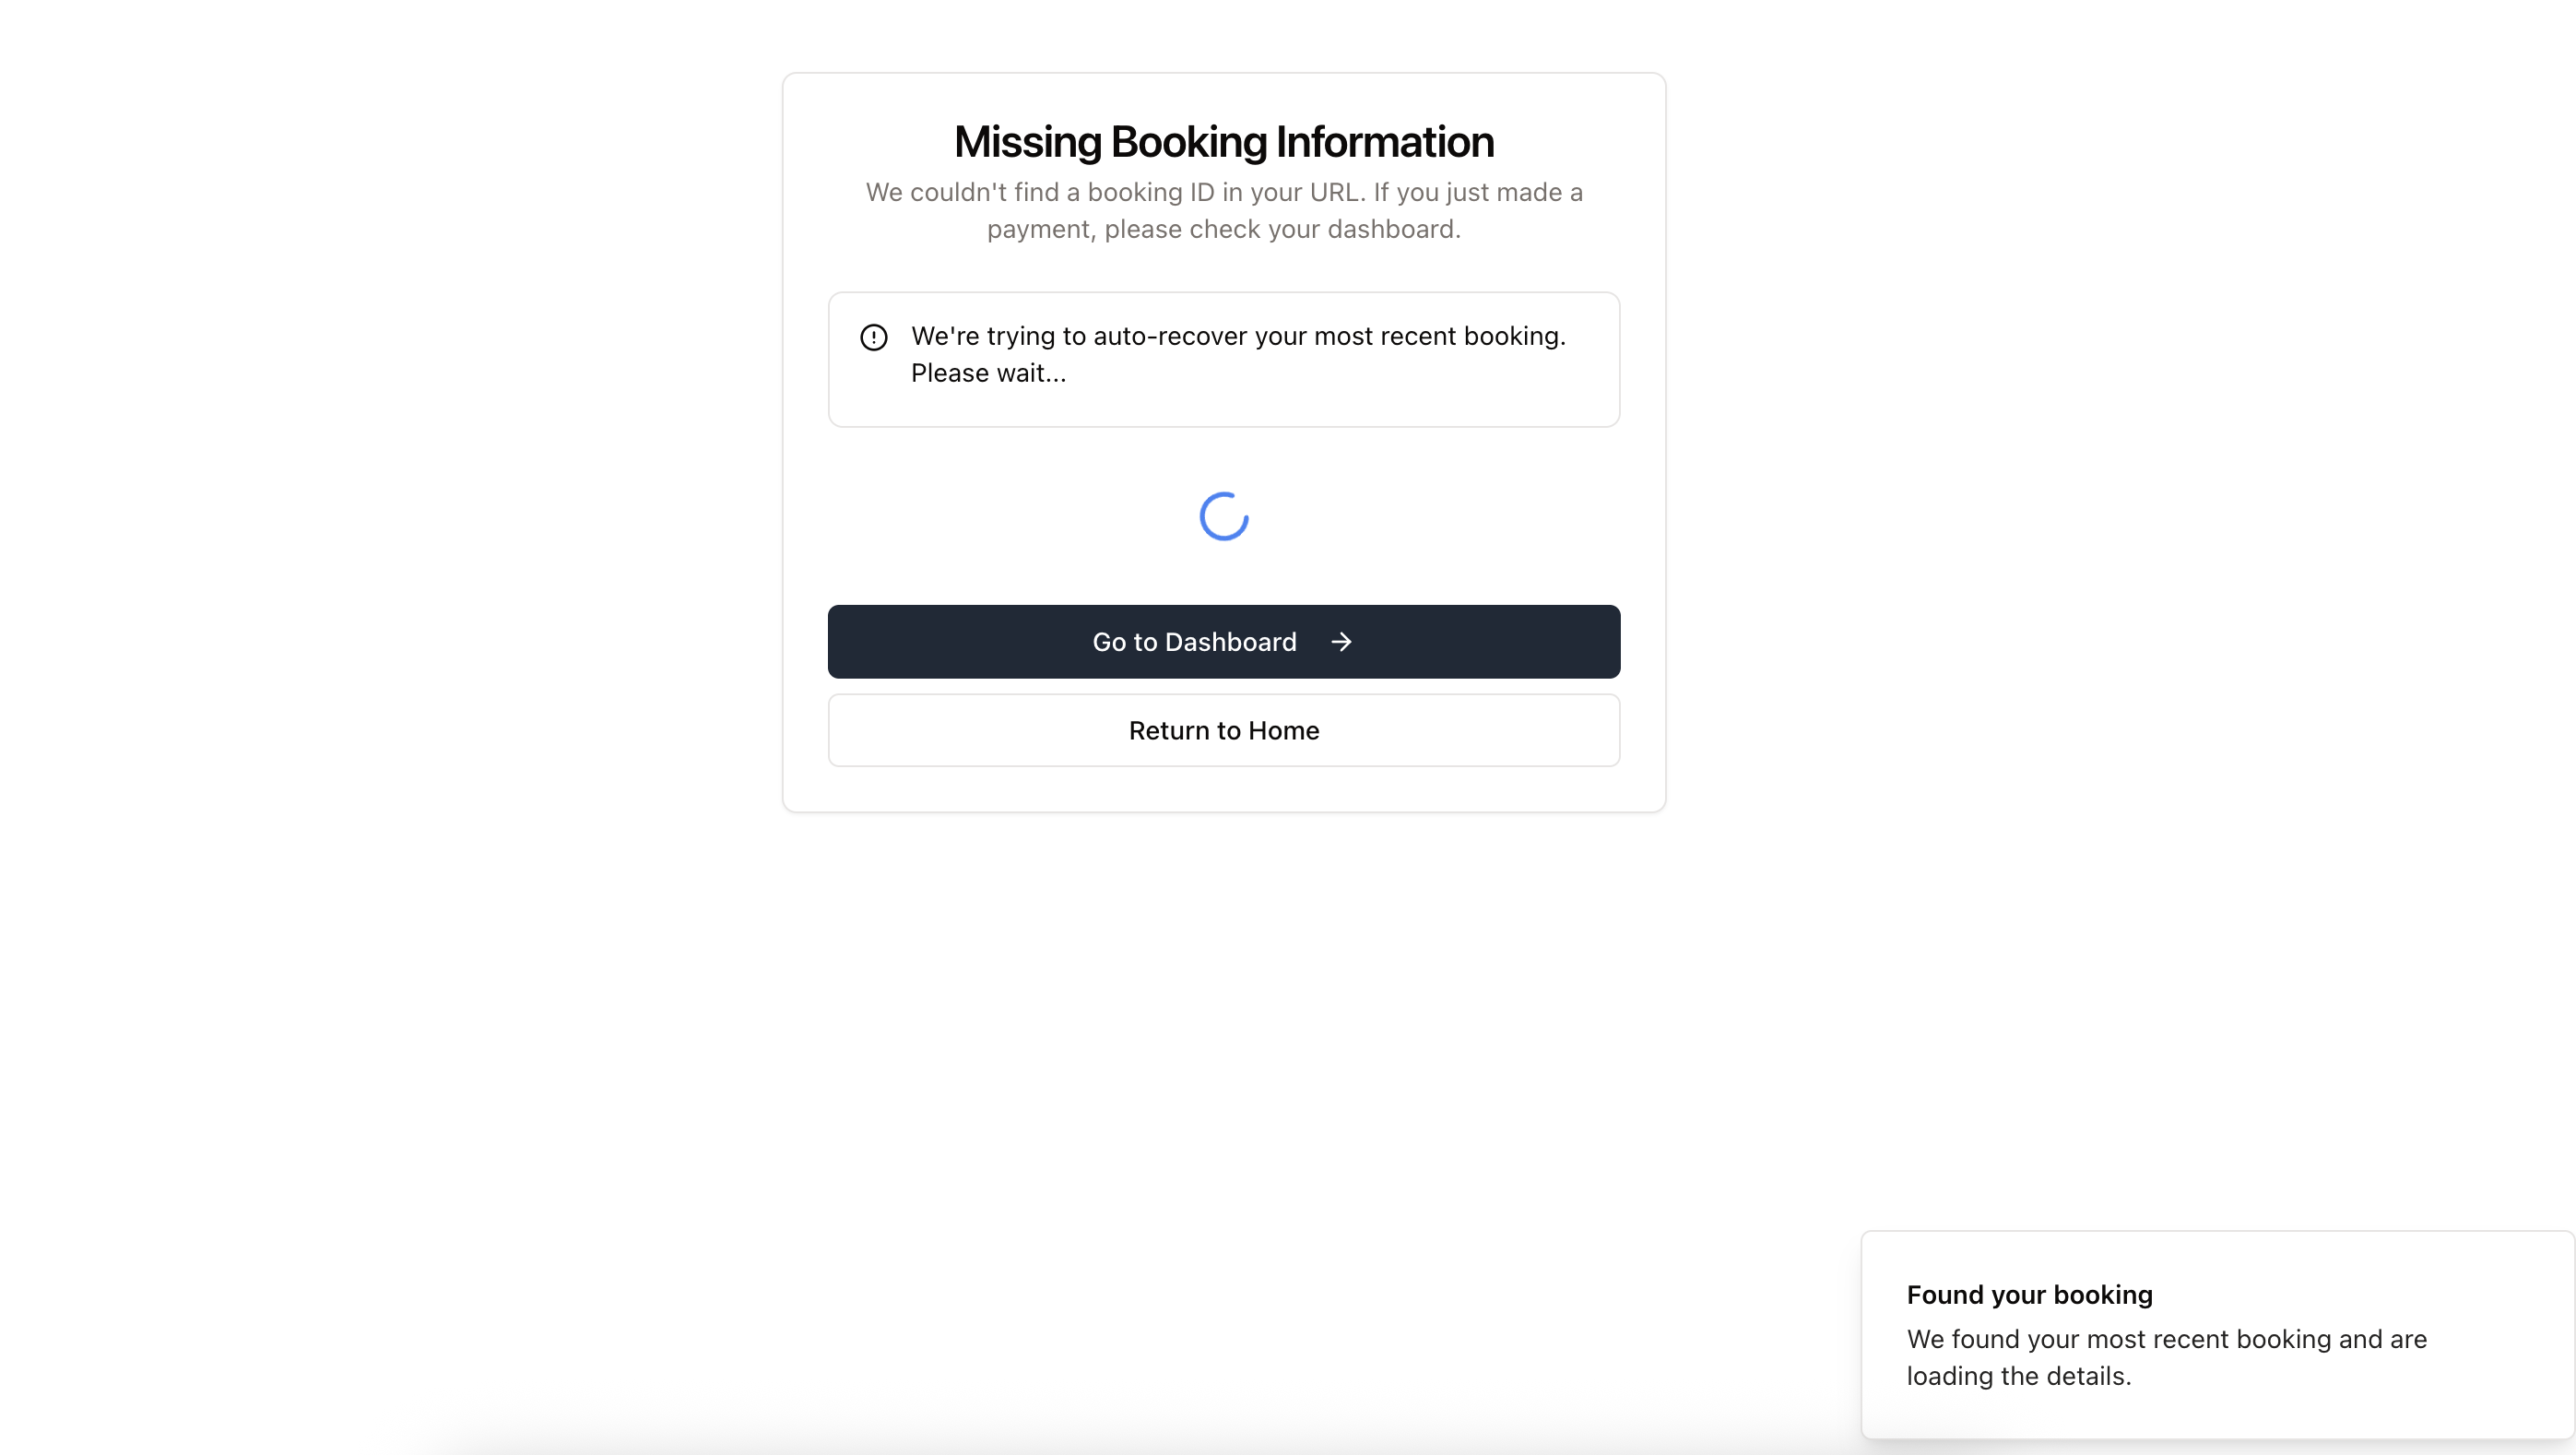 Missing Booking Information
We couldn't find a booking ID in your URL. If you just made a
payment, please check your dashboard.
We're trying to auto-recover your most recent booking.
Please wait...
Go to Dashboard
Return to Home
Found your booking
We found your most recent booking and are
loading the details.